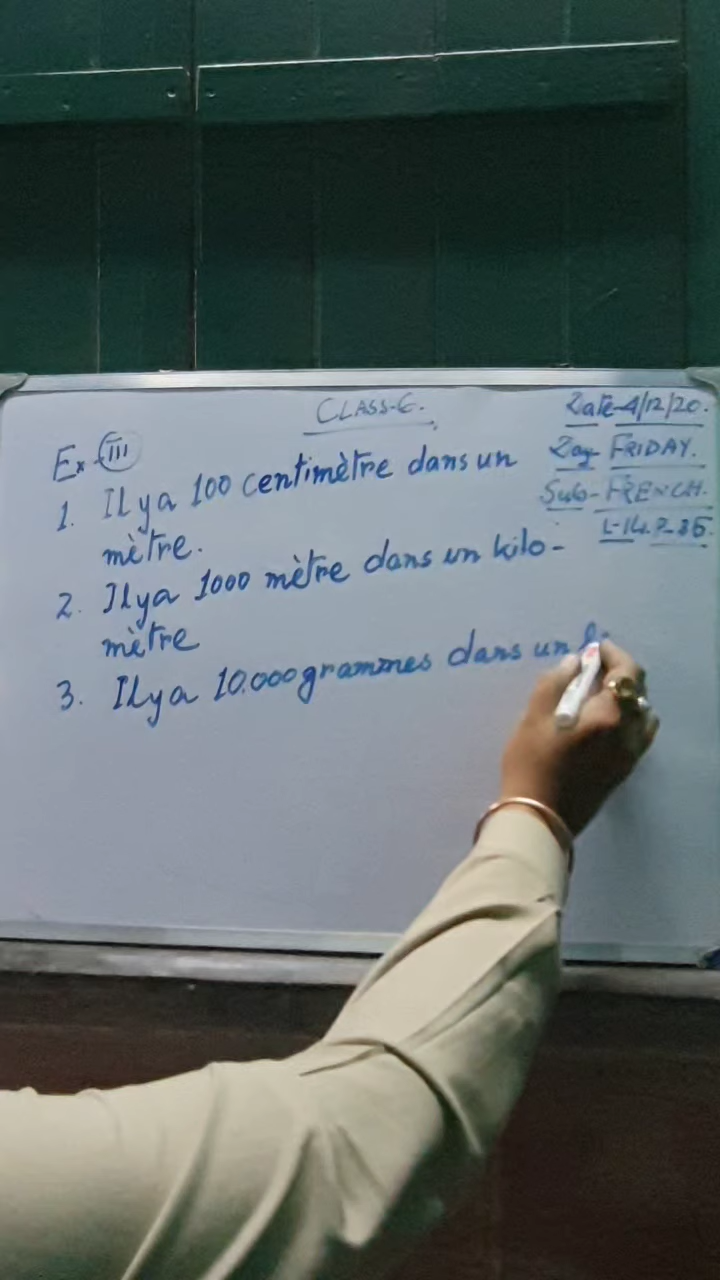 CLASS-6.
Date-4/12/20.
Day- FRIDAY.
Sub-FRENCH.
L-14. P-86.
Ex-III
1. Il y a 100 centimètre dans un
mètre.
2. Il y a 1000 mètre dans un kilo-
mètre
3. Il y a 10.000 grammes dans un